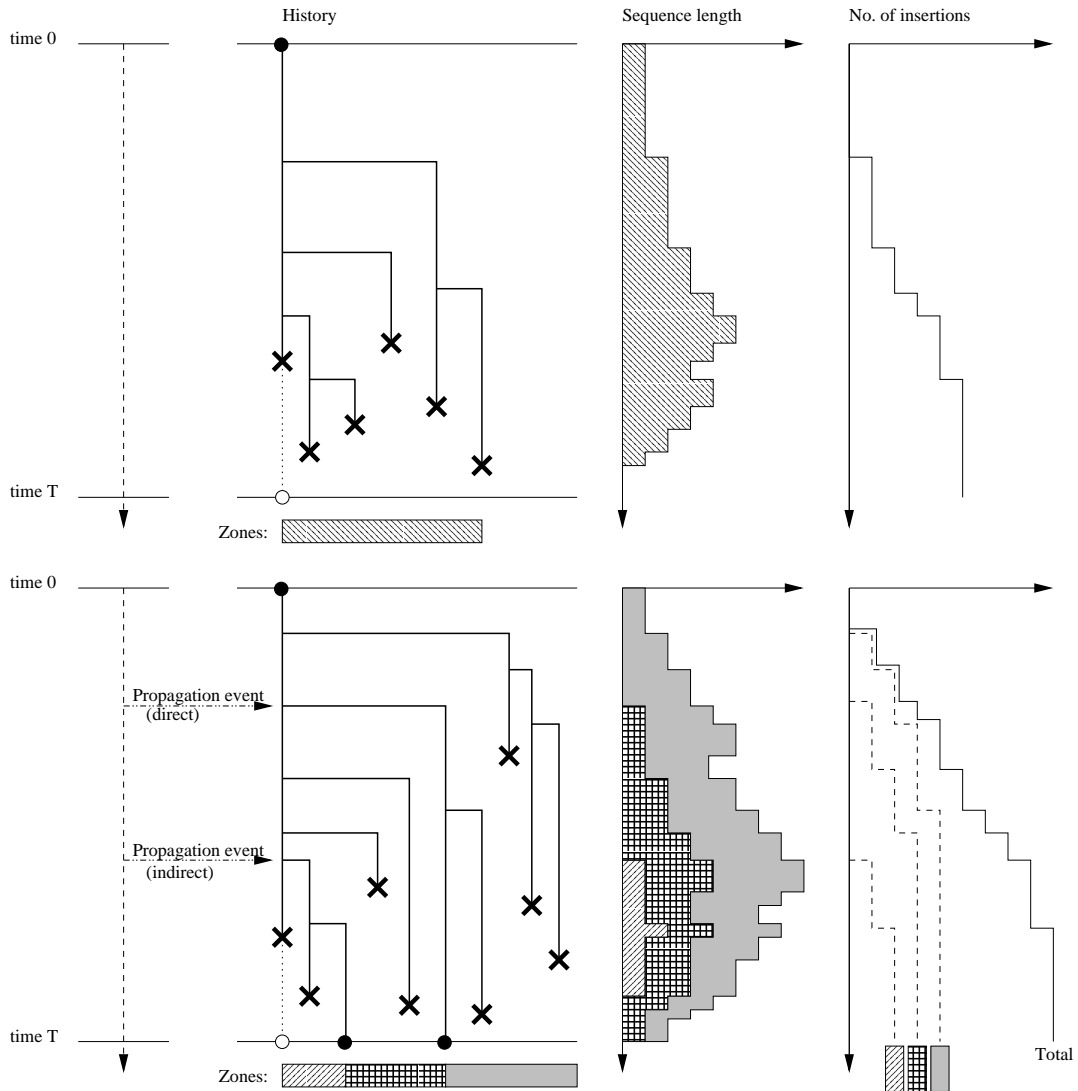 History
Sequence length
No. of insertions
time 0
time T
Zones:
time 0
Propagation event
(direct)
Propagation event
(indirect)
time T
Total
Zones: